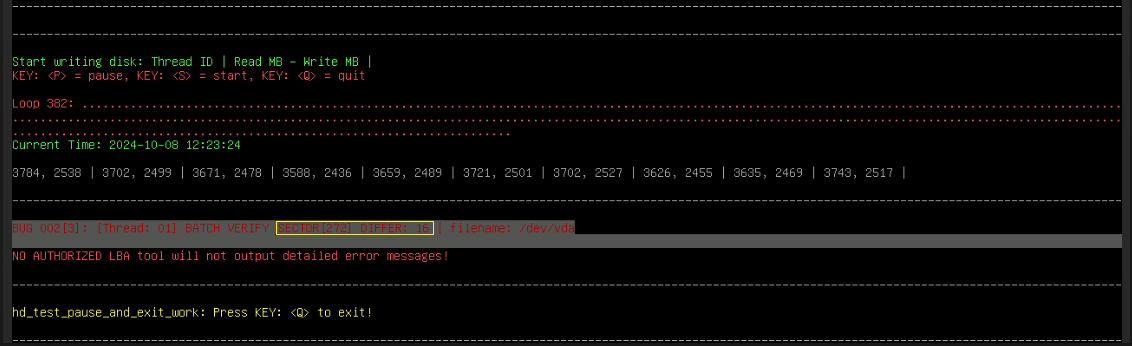 --------------------------------------------------------------------------------
--------------------------------------------------------------------------------
Start writing disk: Thread ID | Read MB - Write MB |
KEY: <P> = pause, KEY: <S> = start, KEY: <Q> = quit
Loop 382: ......................................................................................................................................................
................................................................................................................................................................
........................................................................
Current Time: 2024-10-08 12:23:24
3784, 2538 | 3702, 2499 | 3671, 2478 | 3588, 2436 | 3659, 2489 | 3721, 2501 | 3702, 2527 | 3626, 2455 | 3635, 2469 | 3743, 2517 |
--------------------------------------------------------------------------------
BUG 002[3]: [Thread: 01] BATCH VERIFY SECTOR[272] DIFFER: 16 | filename: /dev/vda
NO AUTHORIZED LBA tool will not output detailed error messages!
--------------------------------------------------------------------------------
hd_test_pause_and_exit_work: Press KEY: <Q> to exit!
--------------------------------------------------------------------------------